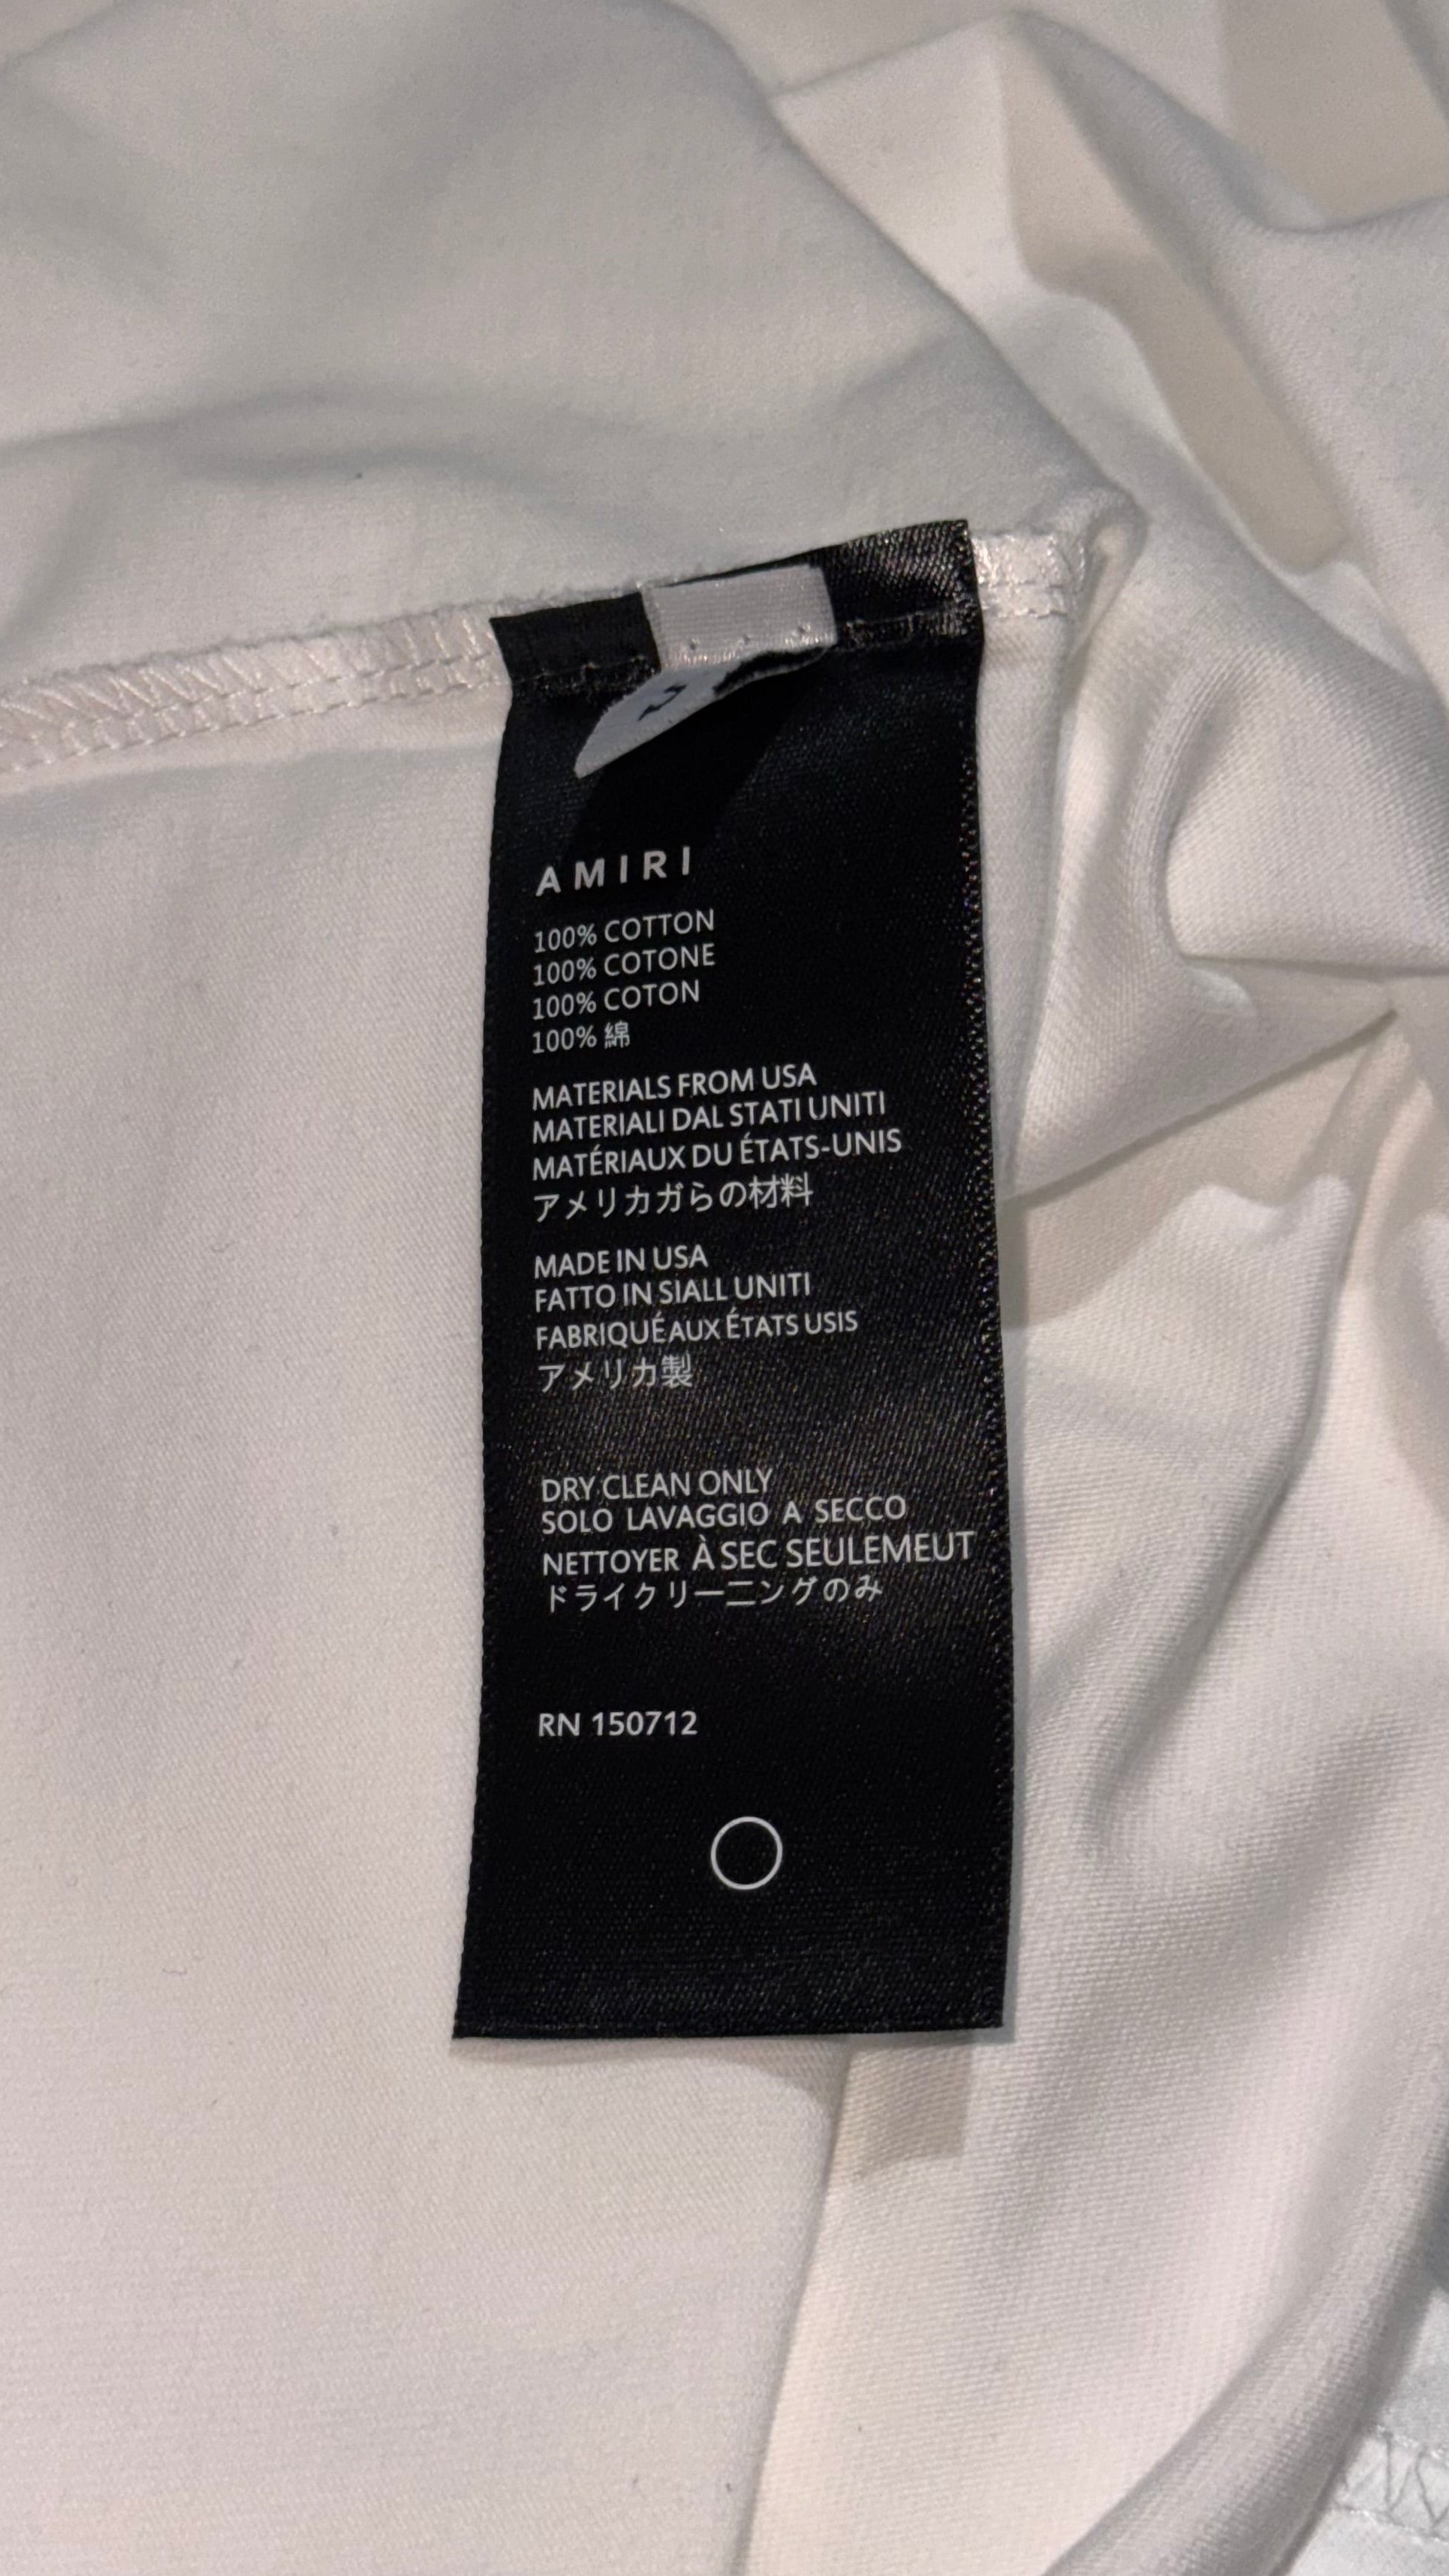 AMIRI
100% COTTON
100% COTONE
100% COTON
100% 綿
MATERIALS FROM USA
MATERIALI DAL STATI UNITI
MATÉRIAUX DU ÉTATS-UNIS
アメリカガらの材料
MADE IN USA
FATTO IN SIALL UNITI
FABRIQUÉ AUX ÉTATS USIS
アメリカ製
DRY CLEAN ONLY
SOLO LAVAGGIO A SECCO
NETTOYER À SEC SEULEMEUT
ドライクリーニングのみ
RN 150712